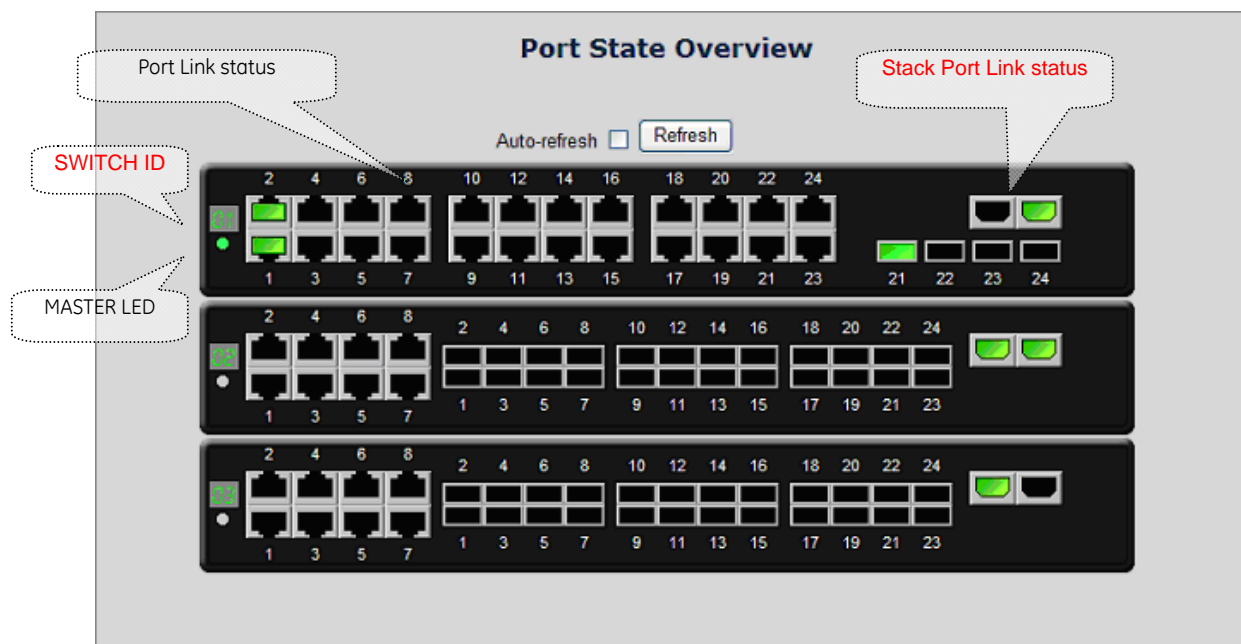 Port State Overview
Port Link status
Stack Port Link status
Auto-refresh Refresh
SWITCH ID
2 4 6 8 10 12 14 16 18 20 22 24
01
1 3 5 7 9 11 13 15 17 19 21 23 21 22 23 24
MASTER LED
2 4 6 8 2 4 6 8 10 12 14 16 18 20 22 24
02
1 3 5 7 1 3 5 7 9 11 13 15 17 19 21 23
2 4 6 8 2 4 6 8 10 12 14 16 18 20 22 24
03
1 3 5 7 1 3 5 7 9 11 13 15 17 19 21 23